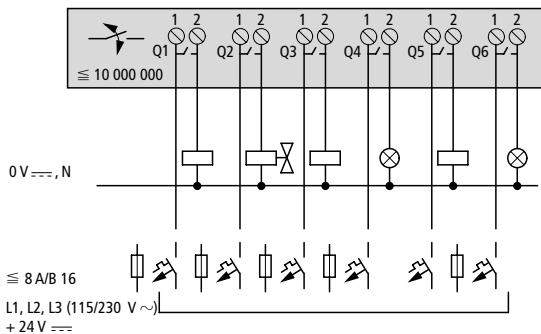 1 2 1 2 1 2 1 2 1 2 1 2
Q1 Q2 Q3 Q4 Q5 Q6
≦ 10 000 000
0 V ⎓, N
≦ 8 A/B 16
L1, L2, L3 (115/230 V ~)
+ 24 V ⎓